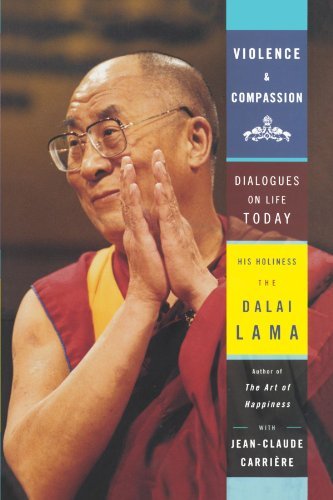 VIOLENCE
&
COMPASSION
DIALOGUES
ON LIFE
TODAY
HIS HOLINESS
THE
DALAI
LAMA
Author of
The Art of
Happiness
WITH
JEAN-CLAUDE
CARRIÈRE